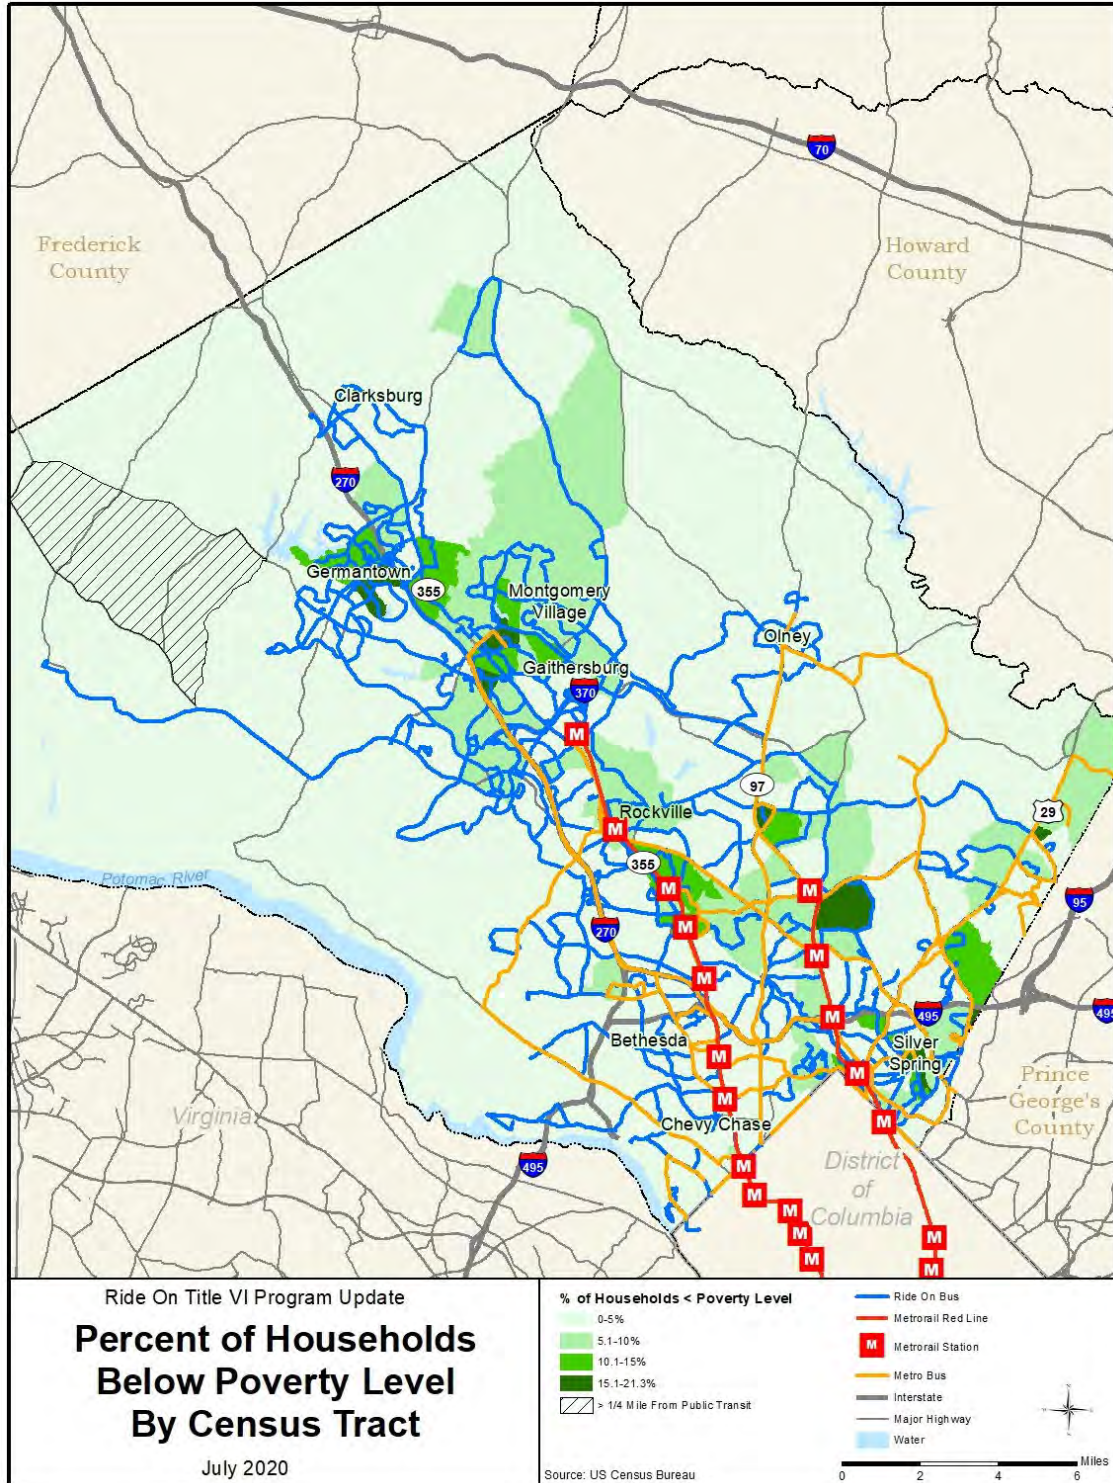 70
Frederick
County
Howard
County
Clarksburg
270
Germantown
355
Montgomery
Village
Olney
Gaithersburg
370
M
97
29
Rockville
M
355
Potomac River
M
M
95
270
M
M
M
495
495
M
Bethesda
Silver
Spring
M
M
Prince
George's
County
Virginia
M
Chevy Chase
M
District
of
Columbia
495
M
M
M
M
M
M
M
Ride On Title VI Program Update
Percent of Households
Below Poverty Level
By Census Tract
July 2020
% of Households < Poverty Level
0-5%
5.1-10%
10.1-15%
15.1-21.3%
> 1/4 Mile From Public Transit
Source: US Census Bureau
Ride On Bus
Metrorail Red Line
M
Metrorail Station
Metro Bus
Interstate
Major Highway
Water
Miles
0 2 4 6